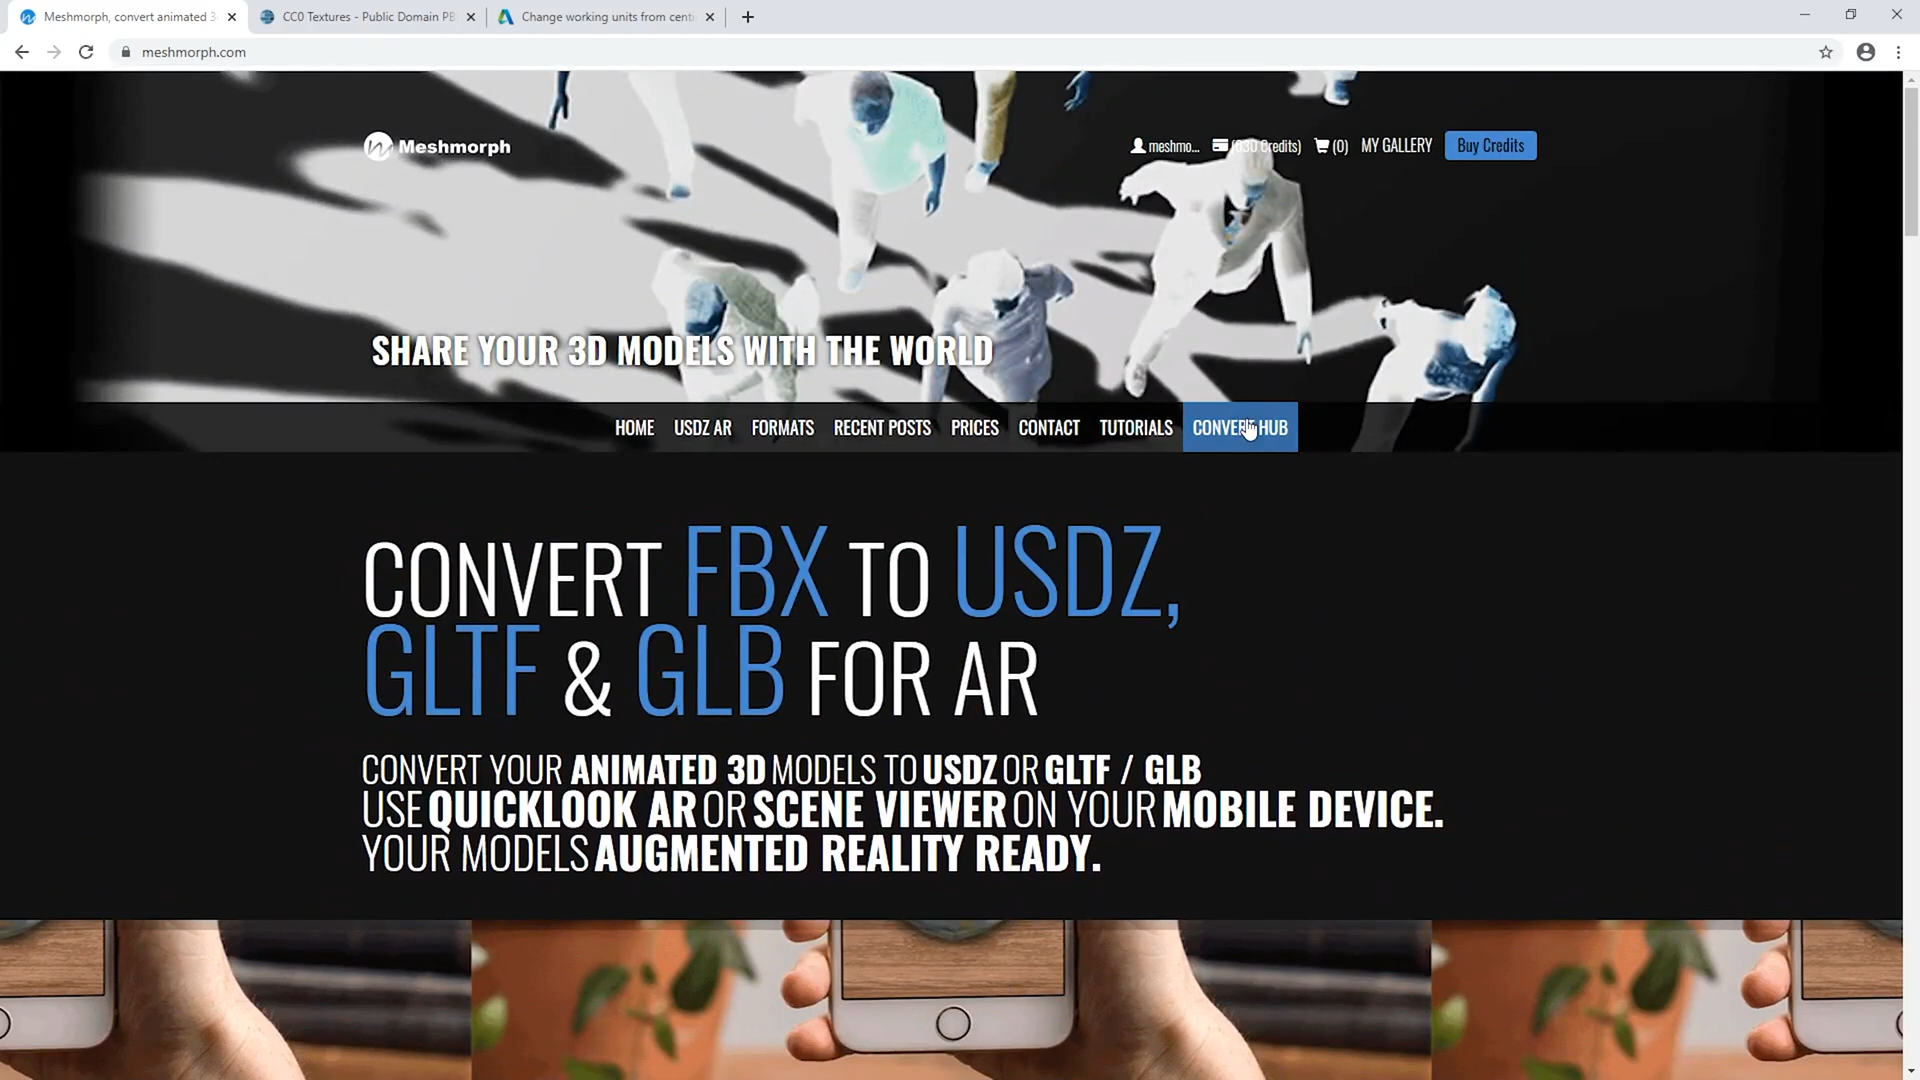 Meshmorph, convert animated 3
CC0 Textures - Public Domain PB
Change working units from centi
meshmorph.com
Meshmorph
meshmo...
Credits)
(0)
MY GALLERY
Buy Credits
SHARE YOUR 3D MODELS WITH THE WORLD
HOME
USDZ AR
FORMATS
RECENT POSTS
PRICES
CONTACT
TUTORIALS
CONVERT HUB
CONVERT FBX TO USDZ,
GLTF & GLB FOR AR
CONVERT YOUR ANIMATED 3D MODELS TO USDZ OR GLTF / GLB
USE QUICKLOOK AR OR SCENE VIEWER ON YOUR MOBILE DEVICE.
YOUR MODELS AUGMENTED REALITY READY.